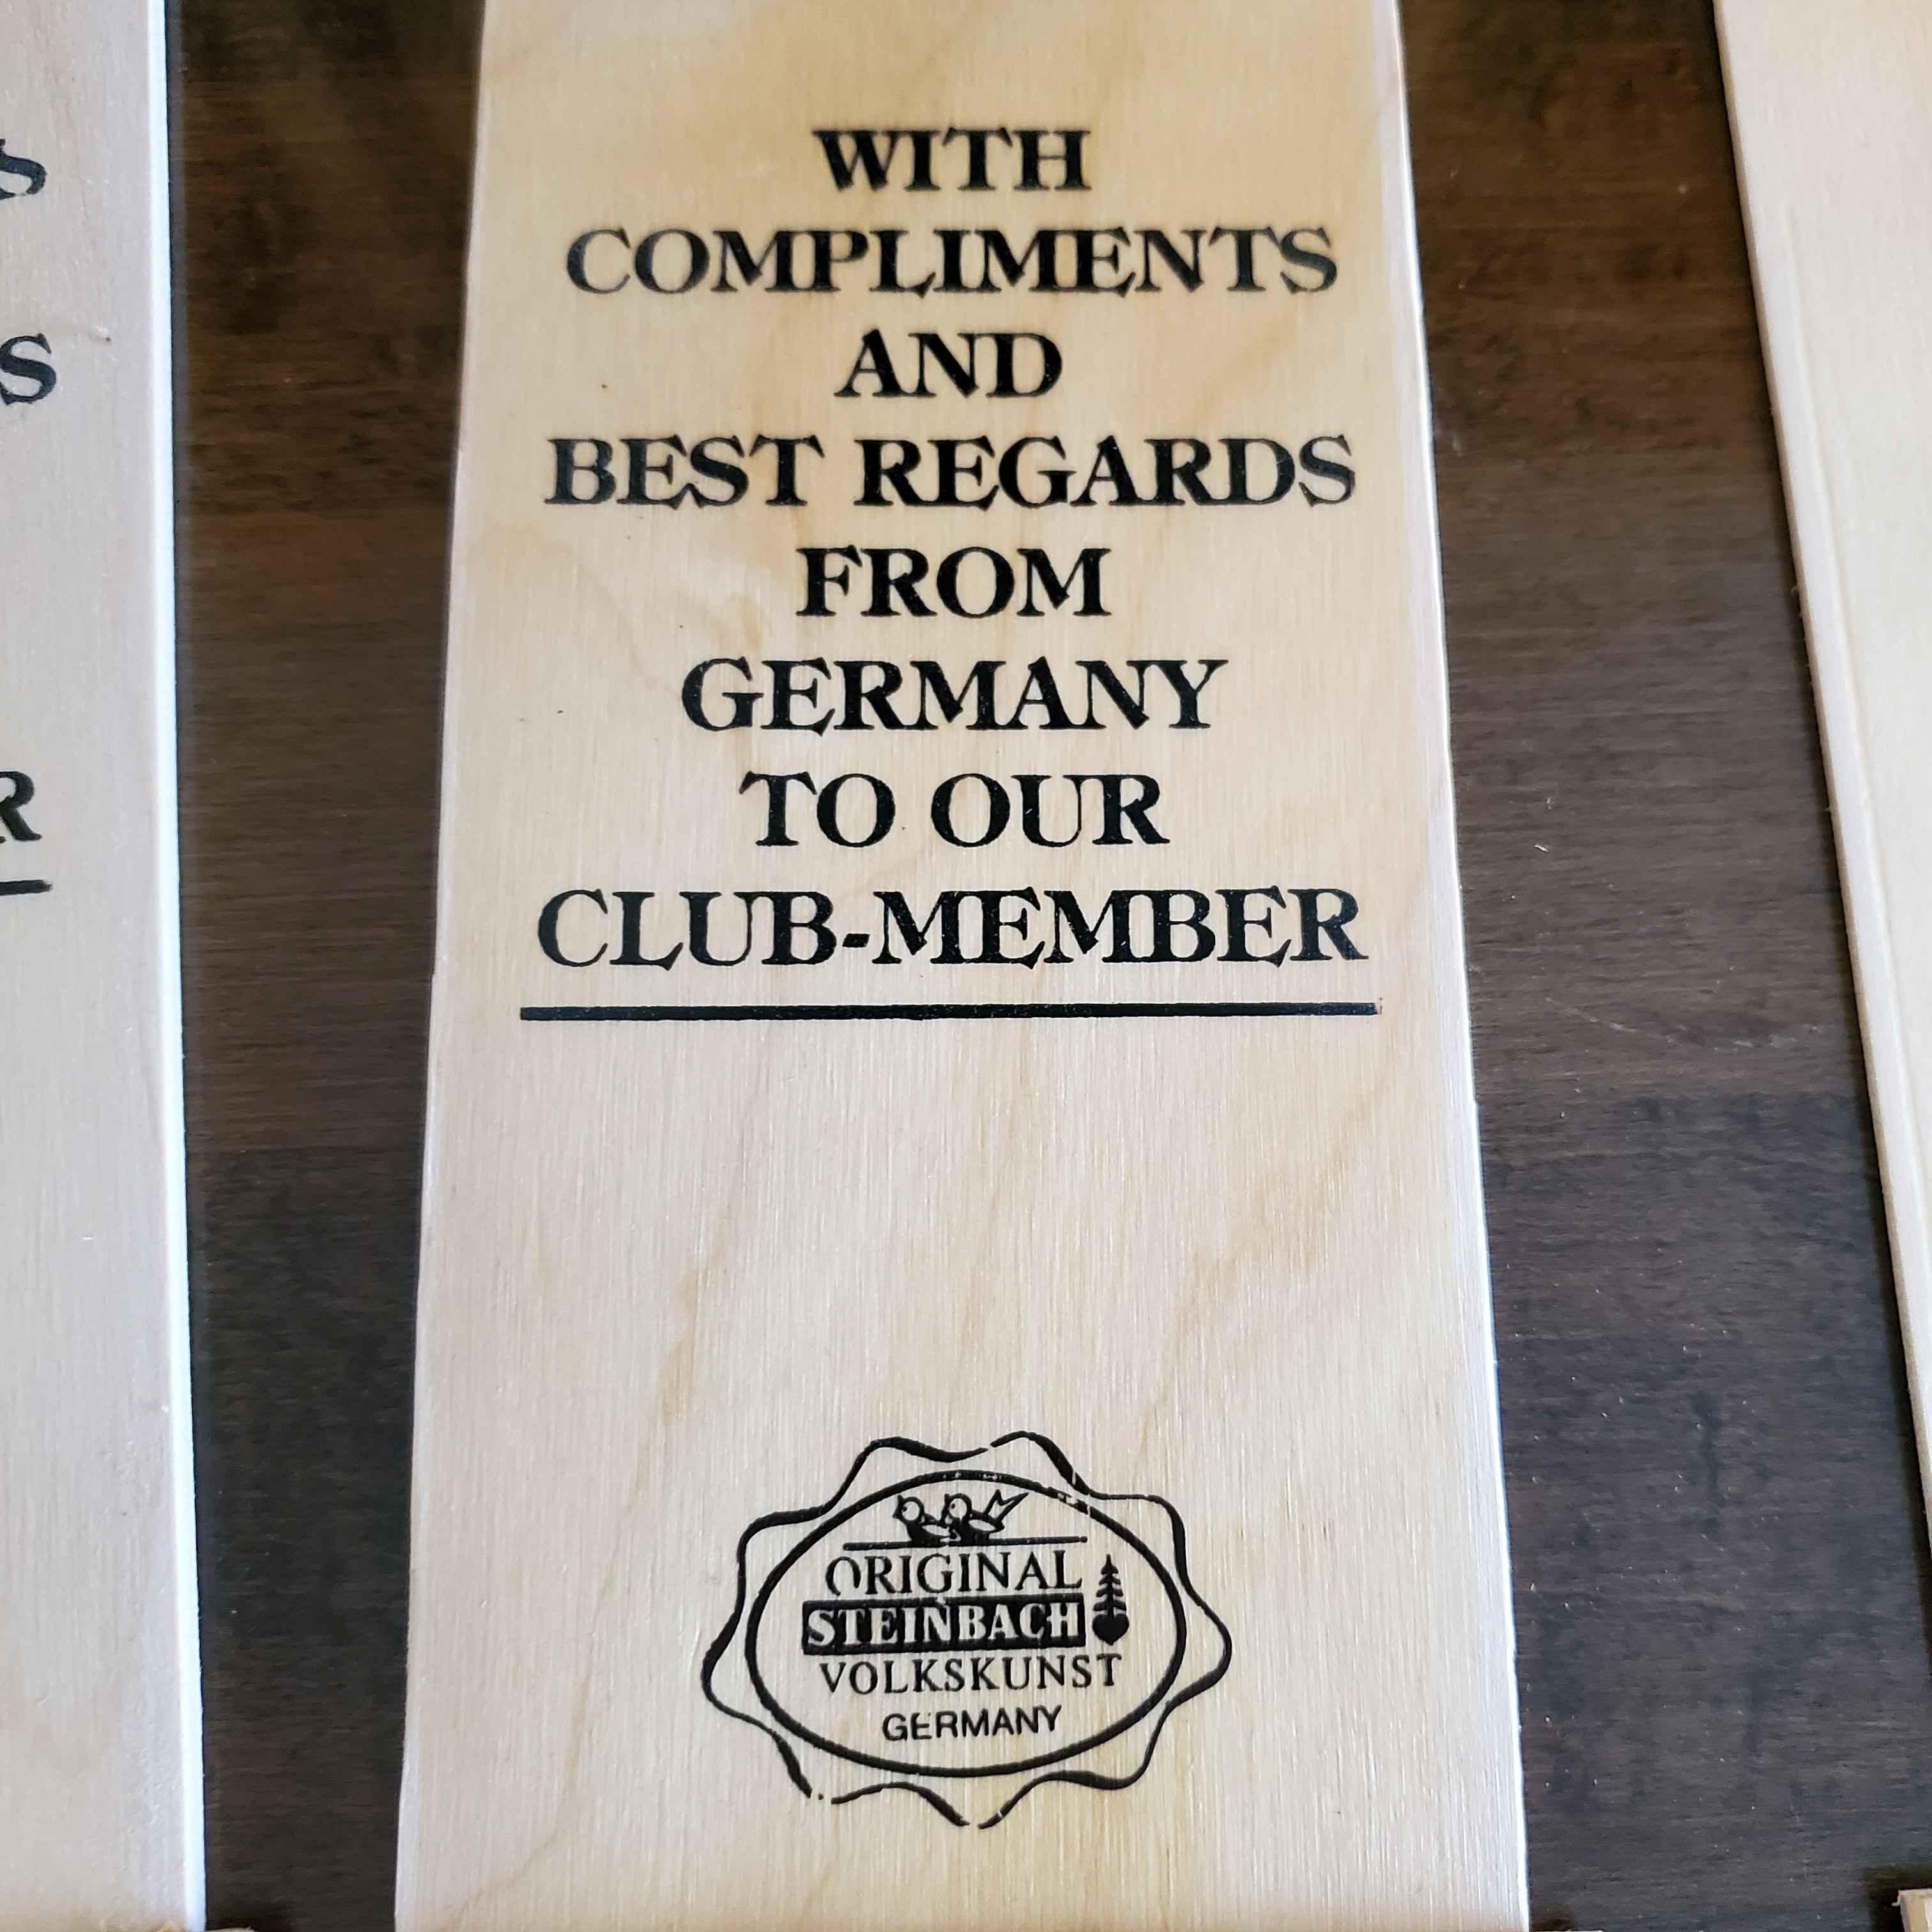 WITH
COMPLIMENTS
AND
BEST REGARDS
FROM
GERMANY
TO OUR
CLUB-MEMBER
ORIGINAL
STEINBACH
VOLKSKUNST
GERMANY